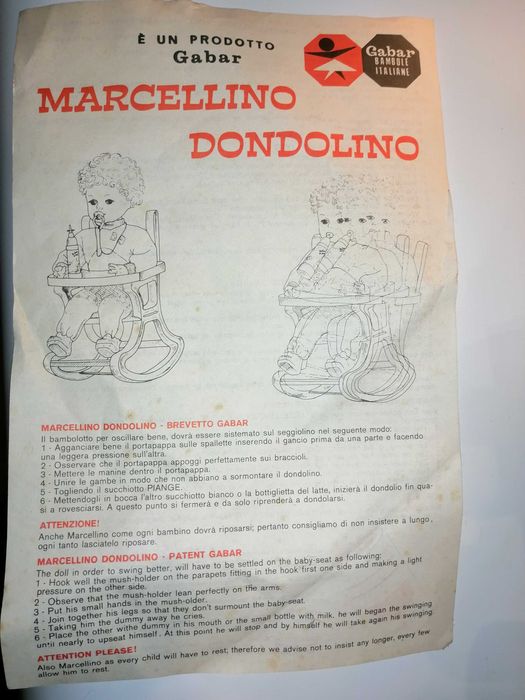 È UN PRODOTTO
Gabar
Gabar
BAMBOLE
ITALIANE
MARCELLINO
DONDOLINO
MARCELLINO DONDOLINO - BREVETTO GABAR
Il bambolotto per oscillare bene, dovrà essere sistemato sul seggiolino nel seguente modo:
1 - Agganciare bene il portapappa sulle spallette inserendo il gancio prima da una parte e facendo
una leggera pressione sull'altra.
2 - Osservare che il portapappa appoggi perfettamente sui braccioli.
3 - Mettere le manine dentro il portapappa.
4 - Unire le gambe in modo che non abbiano a sormontare il dondolino.
5 - Togliendo il succhiotto PIANGE.
6 - Mettendogli in bocca l'altro succhiotto bianco o la bottiglietta del latte, inizierà il dondolio fin qua-
si a rovesciarsi. A questo punto si fermerà e da solo riprenderà a dondolarsi.
ATTENZIONE!
Anche Marcellino come ogni bambino dovrà riposarsi; pertanto consigliamo di non insistere a lungo,
ogni tanto lasciatelo riposare.
MARCELLINO DONDOLINO - PATENT GABAR
The doll in order to swing better, will have to be settled on the baby-seat as following:
1 - Hook well the mush-holder on the parapets fitting in the hook first one side and making a light
pressure on the other side.
2 - Observe that the mush-holder lean perfectly on the arms.
3 - Put his small hands in the mush-older.
4 - Join together his legs so that they don't surmount the baby-seat.
5 - Taking him the dummy away he cries.
6 - Place the other withe dummy in his mouth or the small bottle with milk. he will began the swinging
until nearly to upseat himself. At this point he will stop and by himself he will take again his swinging.
ATTENTION PLEASE!
Also Marcellino as every child will have to rest; therefore we advise not to insist any longer, every few
allow him to rest.